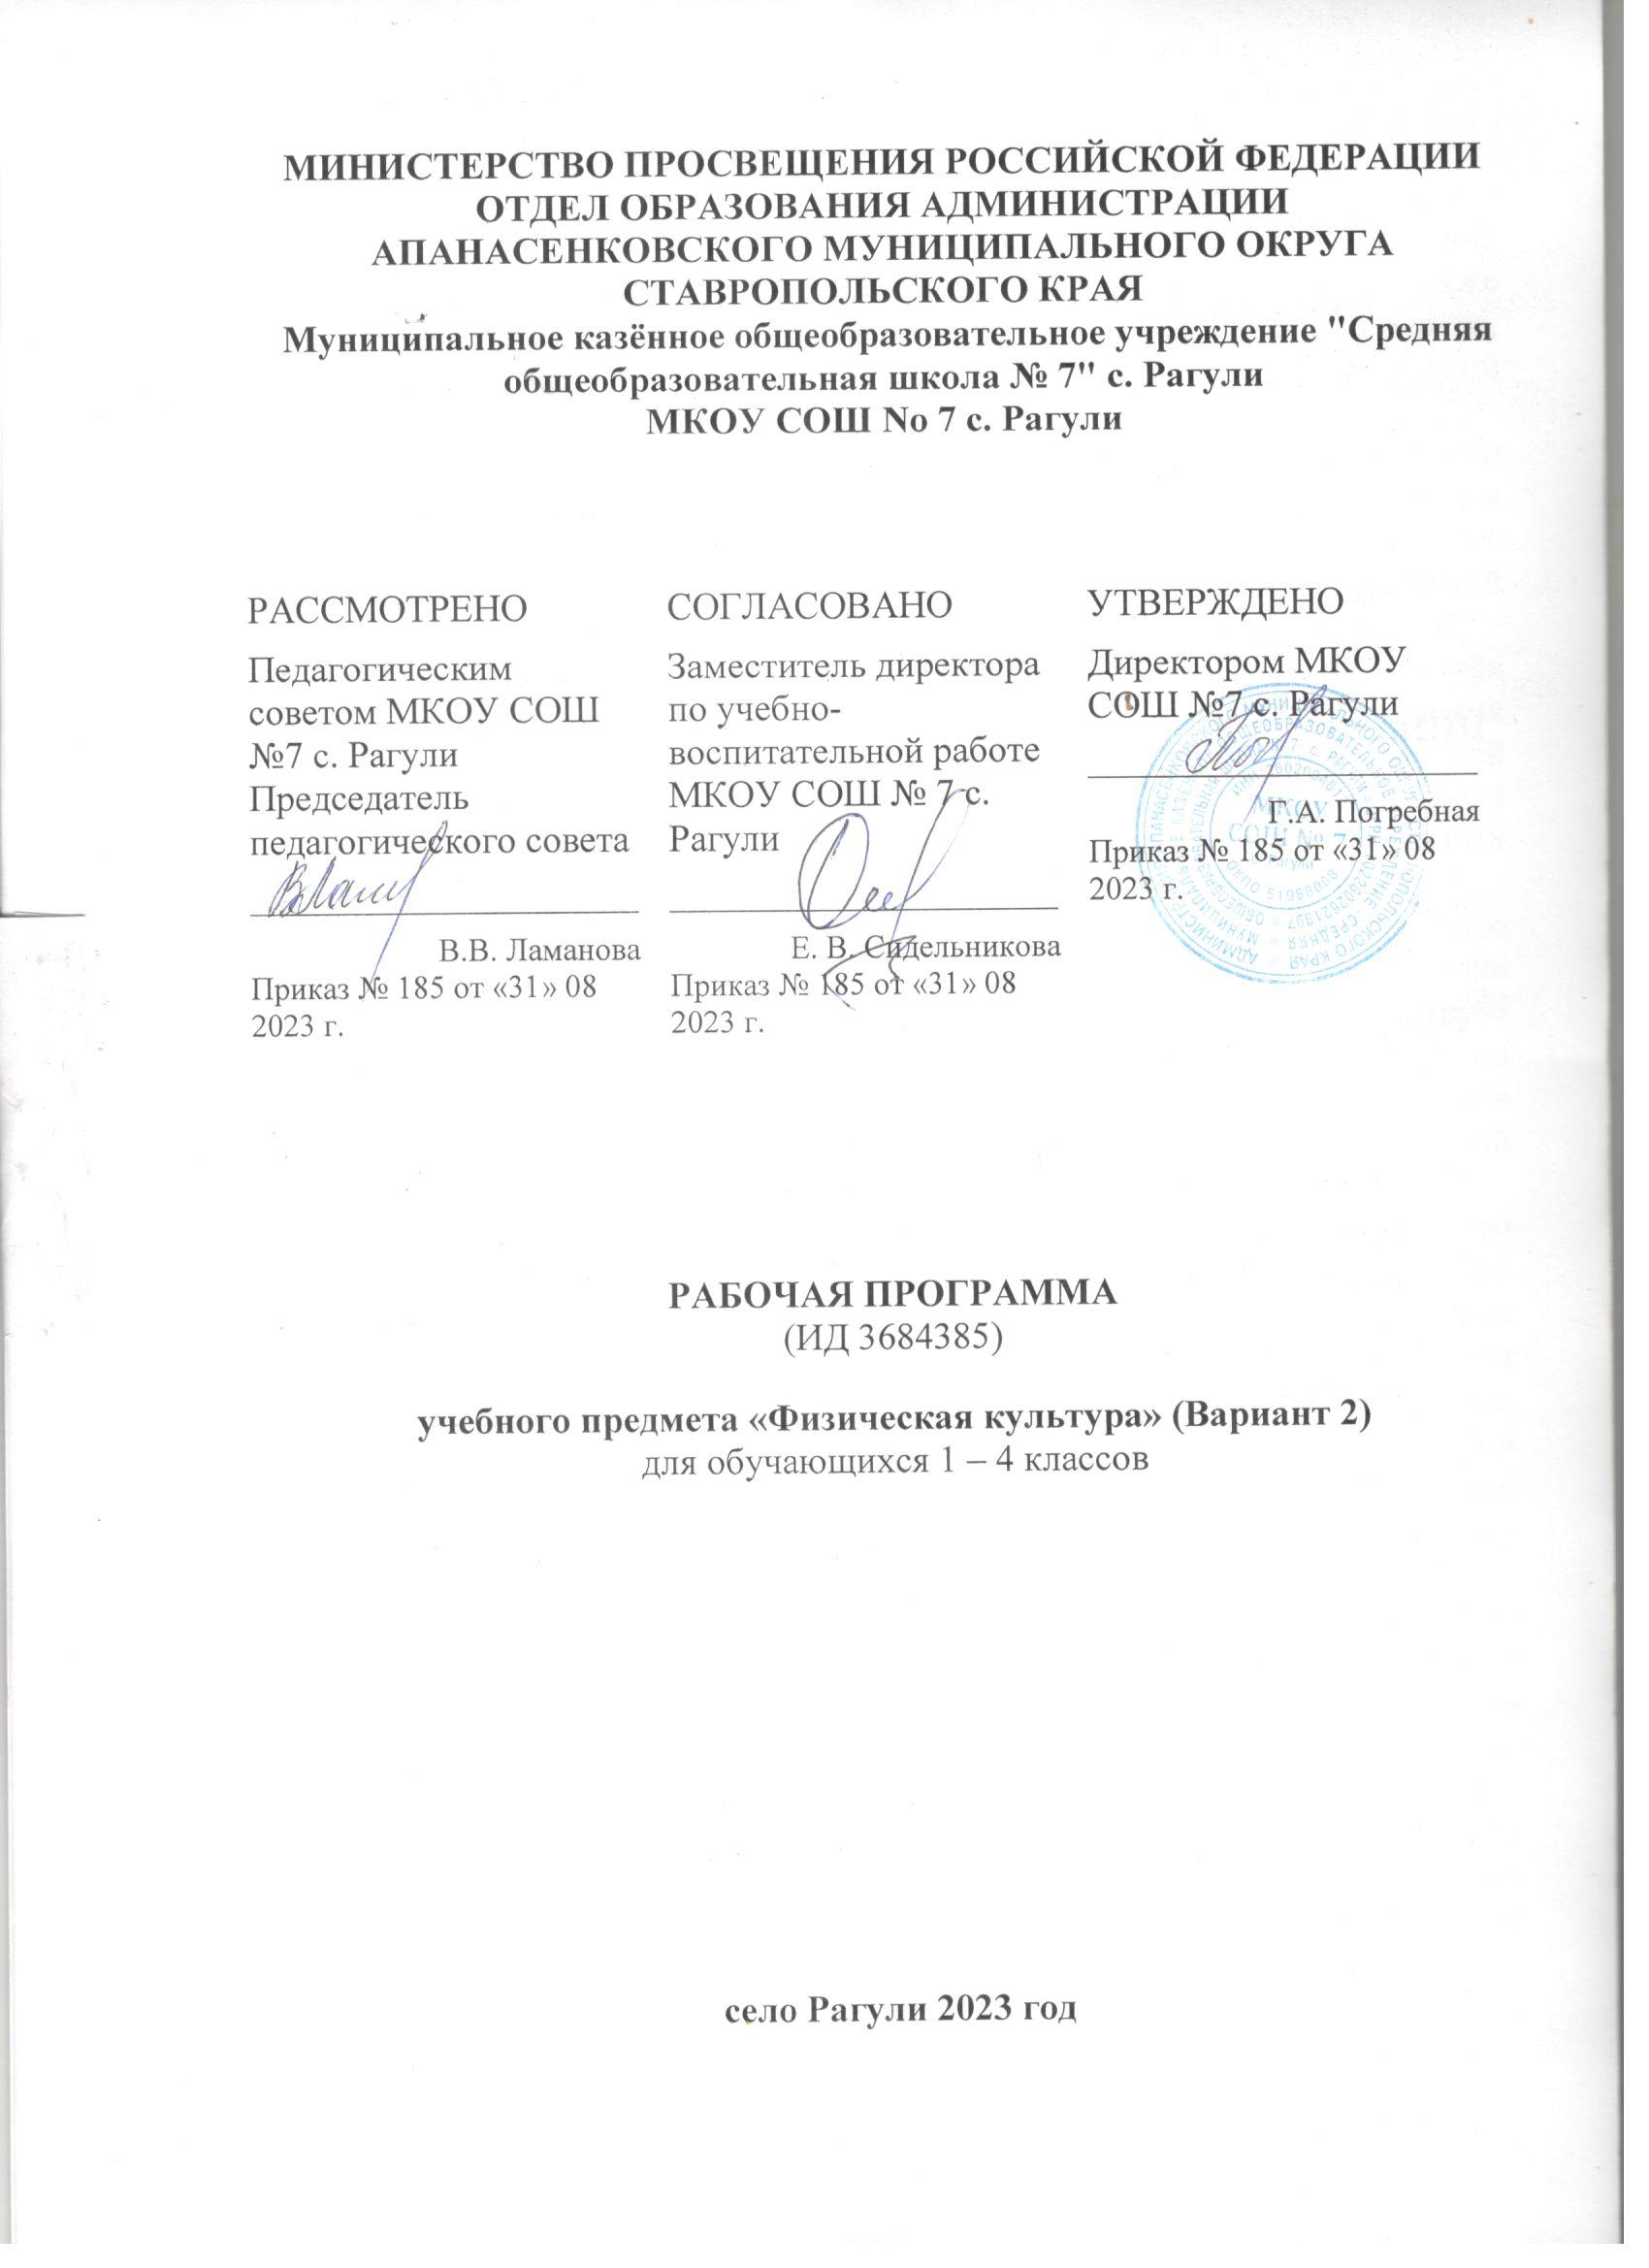 МИНИСТЕРСТВО ПРОСВЕЩЕНИЯ РОССИЙСКОЙ ФЕДЕРАЦИИ
ОТДЕЛ ОБРАЗОВАНИЯ АДМИНИСТРАЦИИ
АПАНАСЕНКОВСКОГО МУНИЦИПАЛЬНОГО ОКРУГА
СТАВРОПОЛЬСКОГО КРАЯ
Муниципальное казённое общеобразовательное учреждение "Средняя
общеобразовательная школа № 7" с. Рагули
МКОУ СОШ No 7 с. Рагули
РАССМОТРЕНО
Педагогическим
советом МКОУ СОШ
№7 с. Рагули
Председатель
педагогического совета
В.В. Ламанова
Приказ № 185 от «31» 08
2023 г.
СОГЛАСОВАНО
Заместитель директора
по учебно-
воспитательной работе
МКОУ СОШ № 7 с.
Рагули
Е. В. Сидельникова
Приказ № 185 от «31» 08
2023 г.
УТВЕРЖДЕНО
Директором МКОУ
СОШ №7 с. Рагули
Г.А. Погребная
Приказ № 185 от «31» 08
2023 г.
МКОУ
СОШ № 7
РАБОЧАЯ ПРОГРАММА
(ИД 3684385)
учебного предмета «Физическая культура» (Вариант 2)
для обучающихся 1 – 4 классов
село Рагули 2023 год